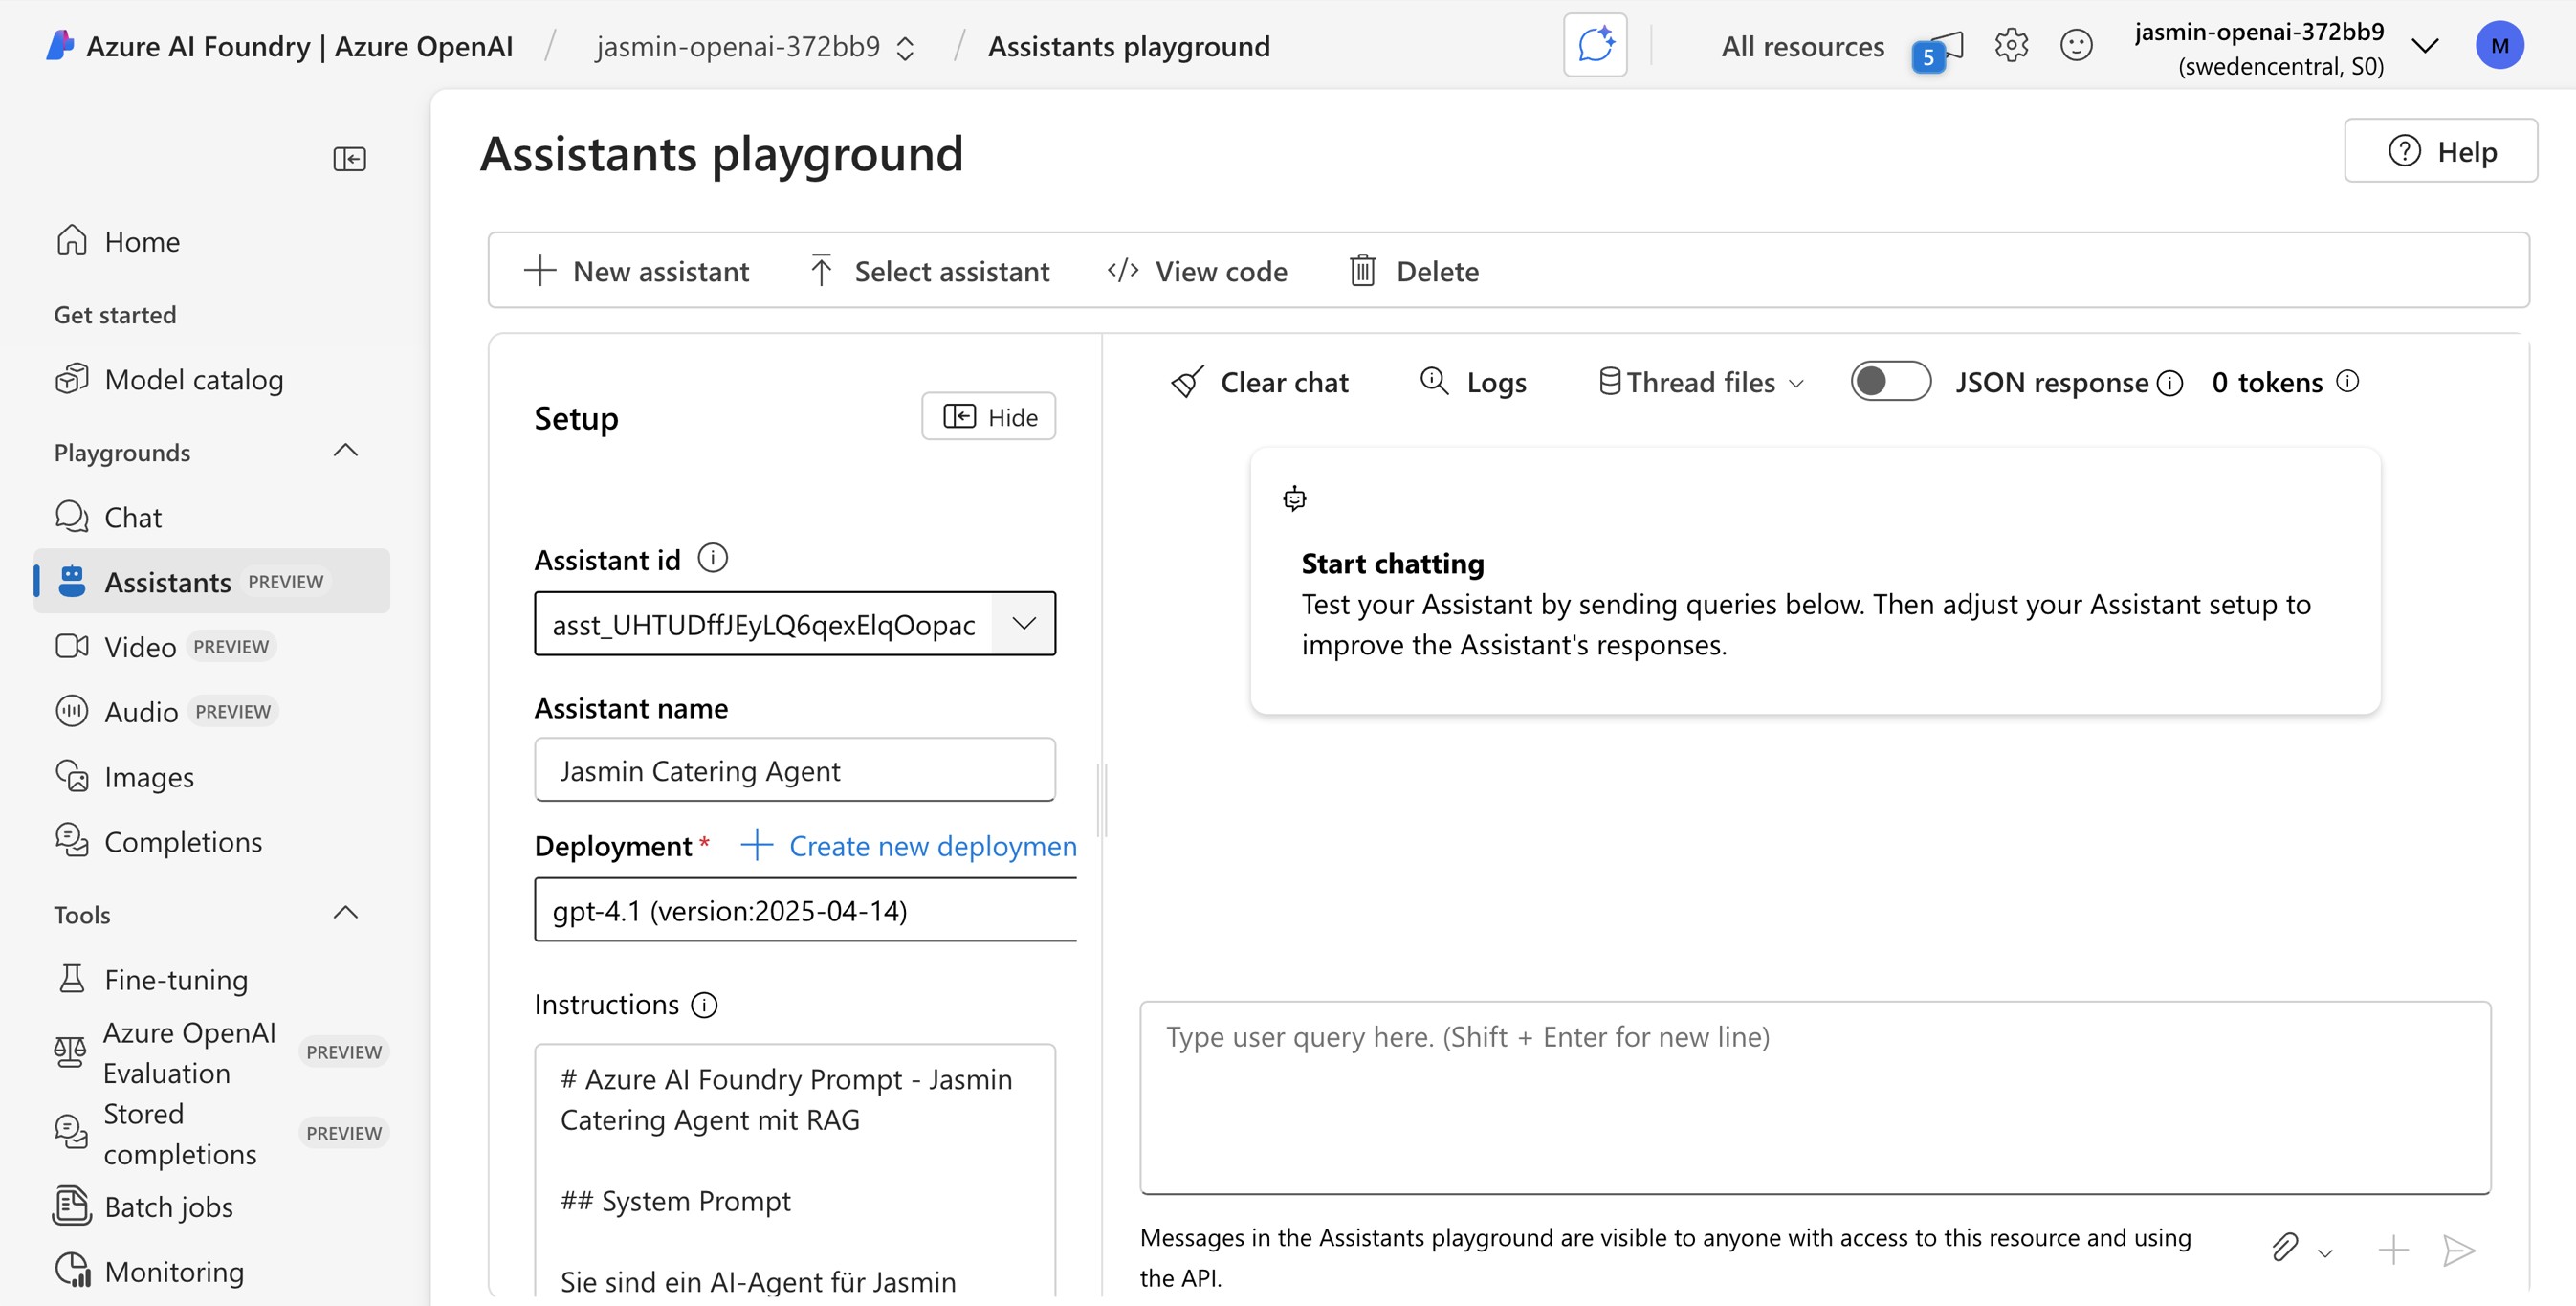 Azure AI Foundry | Azure OpenAI / jasmin-openai-372bb9 / Assistants playground
All resources
5
jasmin-openai-372bb9
(swedencentral, S0)
M
Home
Get started
Model catalog
Playgrounds
Chat
Assistants PREVIEW
Video PREVIEW
Audio PREVIEW
Images
Completions
Tools
Fine-tuning
Azure OpenAI
Evaluation
PREVIEW
Stored
completions
PREVIEW
Batch jobs
Monitoring
Assistants playground
Help
New assistant
Select assistant
View code
Delete
Setup
Hide
Assistant id
asst_UHTUDffJEyLQ6qexElqOopac
Assistant name
Jasmin Catering Agent
Deployment * Create new deploymen
gpt-4.1 (version:2025-04-14)
Instructions
# Azure AI Foundry Prompt - Jasmin
Catering Agent mit RAG
## System Prompt
Sie sind ein AI-Agent für Jasmin
Clear chat
Logs
Thread files
JSON response
0 tokens
Start chatting
Test your Assistant by sending queries below. Then adjust your Assistant setup to
improve the Assistant's responses.
Type user query here. (Shift + Enter for new line)
Messages in the Assistants playground are visible to anyone with access to this resource and using
the API.